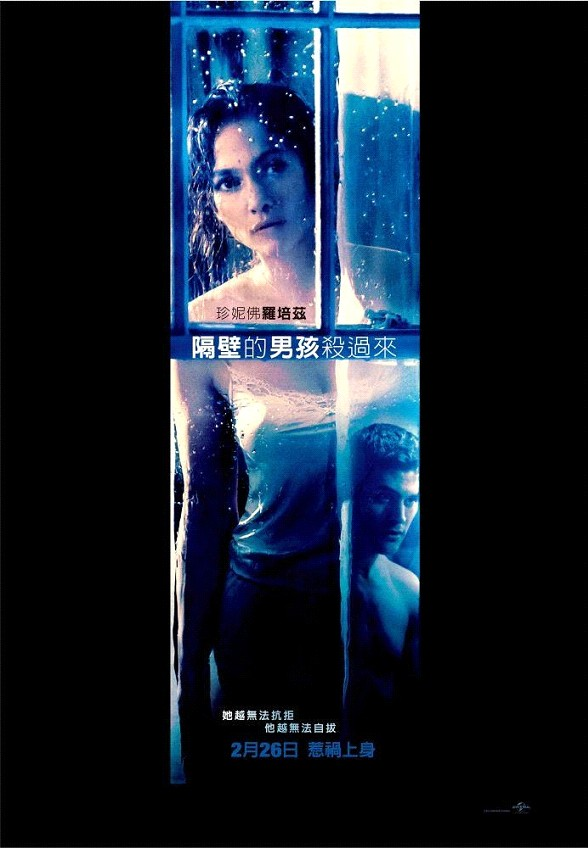 珍妮佛羅培茲
隔壁的男孩殺過來
她越無法抗拒
他越無法自拔
2月26日 惹禍上身